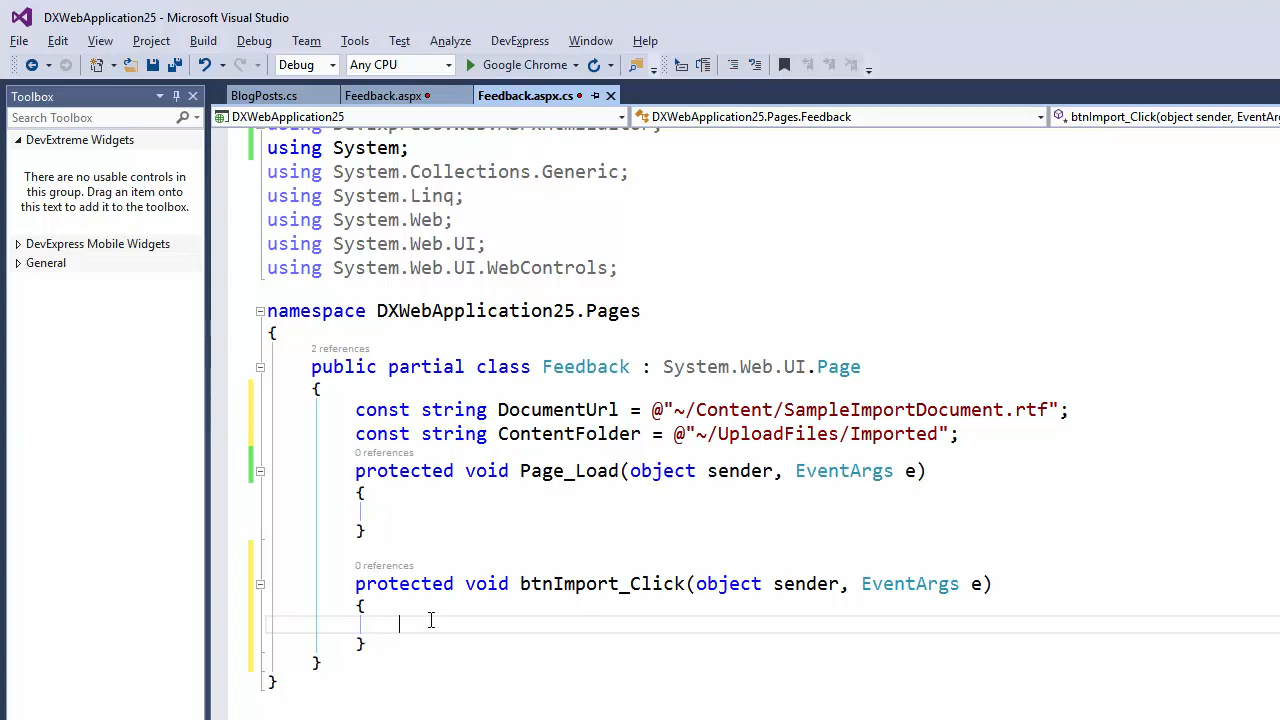 DXWebApplication25 - Microsoft Visual Studio
File Edit View Project Build Debug Team Tools Test Analyze DevExpress Window Help
Debug Any CPU Google Chrome
Toolbox
BlogPosts.cs Feedback.aspx Feedback.aspx.cs
Search Toolbox
DXWebApplication25 DXWebApplication25.Pages.Feedback btnImport_Click(object sender, EventArg
DevExtreme Widgets
There are no usable controls in
this group. Drag an item onto
this text to add it to the toolbox.
DevExpress Mobile Widgets
General
using System;
using System.Collections.Generic;
using System.Linq;
using System.Web;
using System.Web.UI;
using System.Web.UI.WebControls;
namespace DXWebApplication25.Pages
{
2 references
public partial class Feedback : System.Web.UI.Page
{
const string DocumentUrl = @"~/Content/SampleImportDocument.rtf";
const string ContentFolder = @"~/UploadFiles/Imported";
0 references
protected void Page_Load(object sender, EventArgs e)
{
}
0 references
protected void btnImport_Click(object sender, EventArgs e)
{
}
}
}